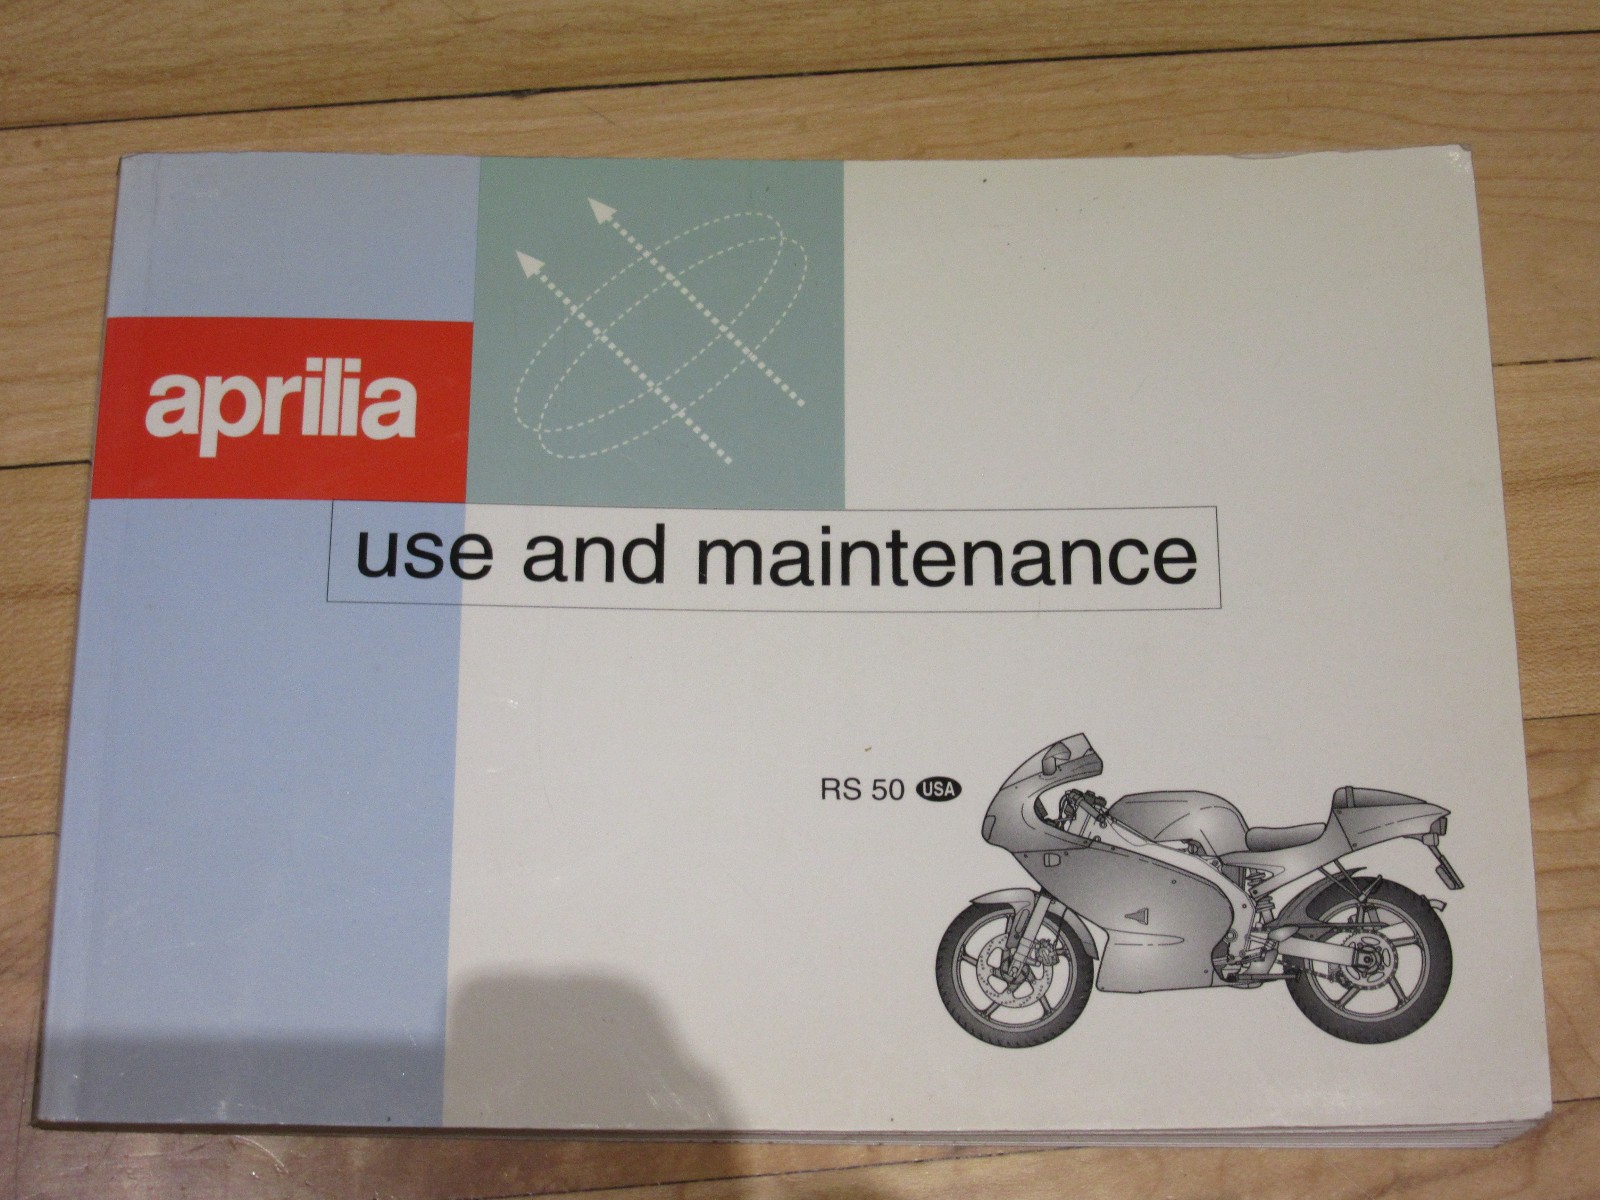 aprilia
use and maintenance
RS 50 USA